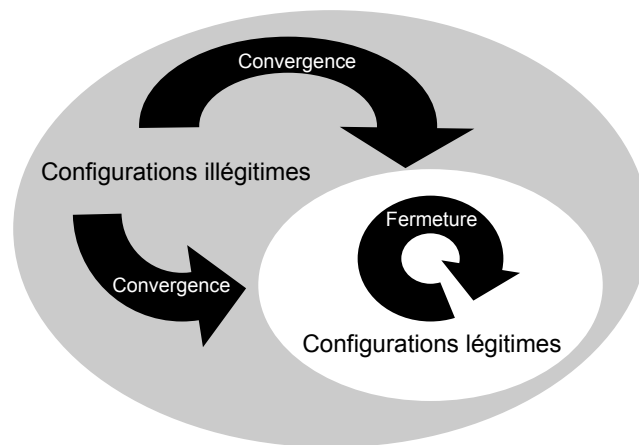 Convergence
Configurations illégitimes
Fermeture
Convergence
Configurations légitimes